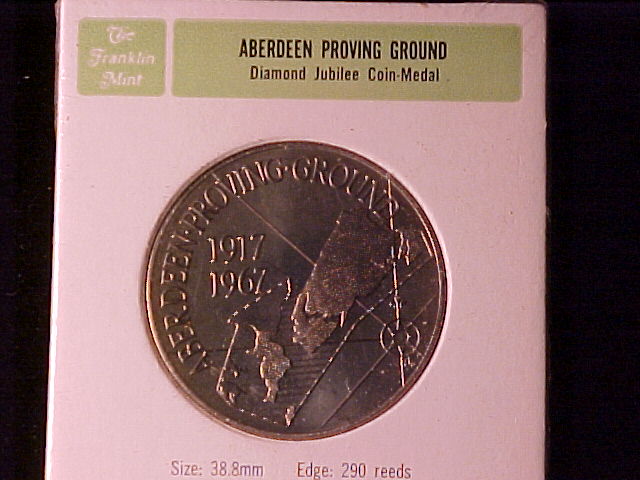 The
Franklin
Mint
ABERDEEN PROVING GROUND
Diamond Jubilee Coin-Medal
ABERDEEN·PROVING·GROUND
1917
1967
Size: 38.8mm Edge: 290 reeds